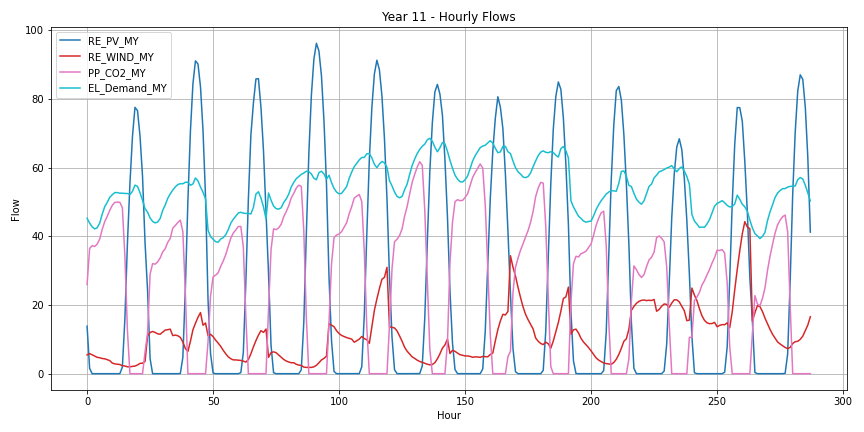 Year 11 - Hourly Flows
RE_PV_MY
RE_WIND_MY
PP_CO2_MY
EL_Demand_MY
100
80
60
40
20
0
Flow
0
50
100
150
200
250
300
Hour